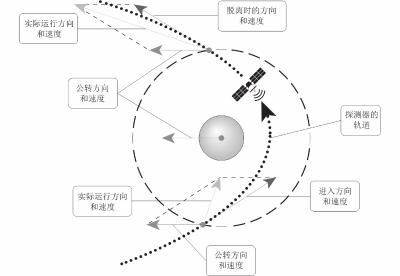 脱离时的方向
和速度
实际运行方向
和速度
公转方向
和速度
探测器的
轨道
实际运行方向
和速度
进入方向
和速度
公转方向
和速度